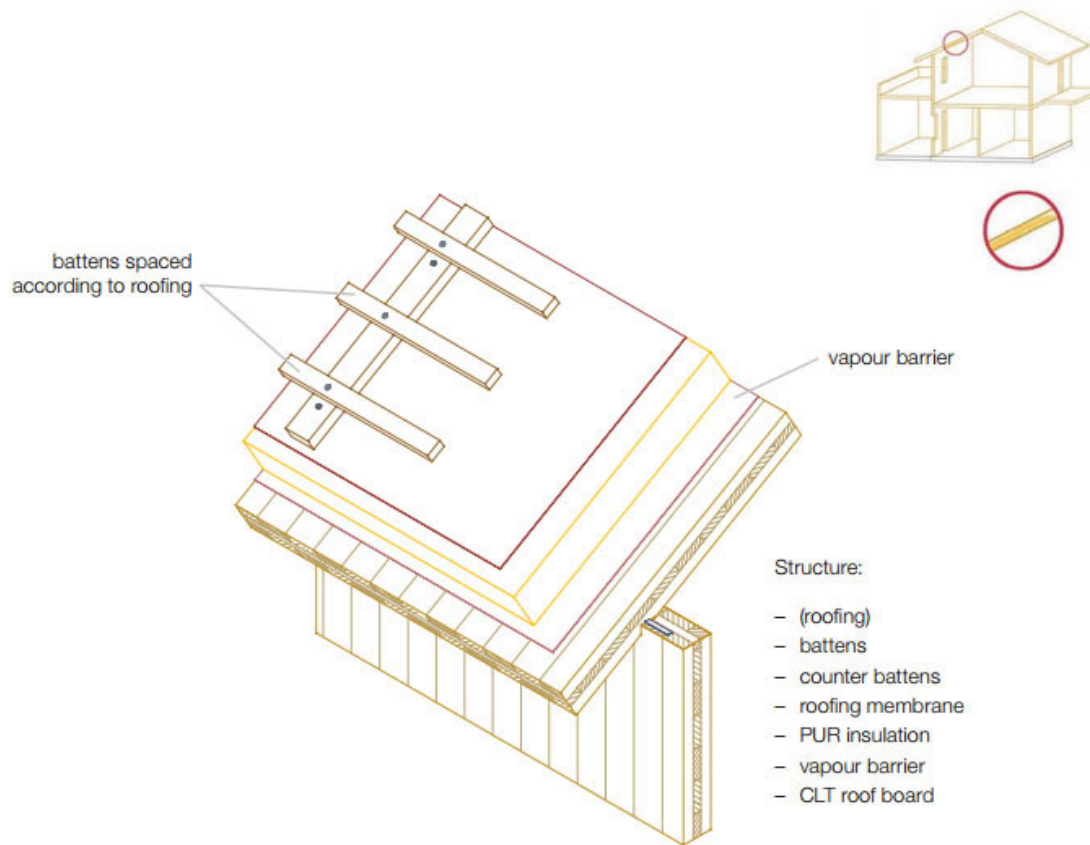 battens spaced
according to roofing
vapour barrier
Structure:
– (roofing)
– battens
– counter battens
– roofing membrane
– PUR insulation
– vapour barrier
– CLT roof board